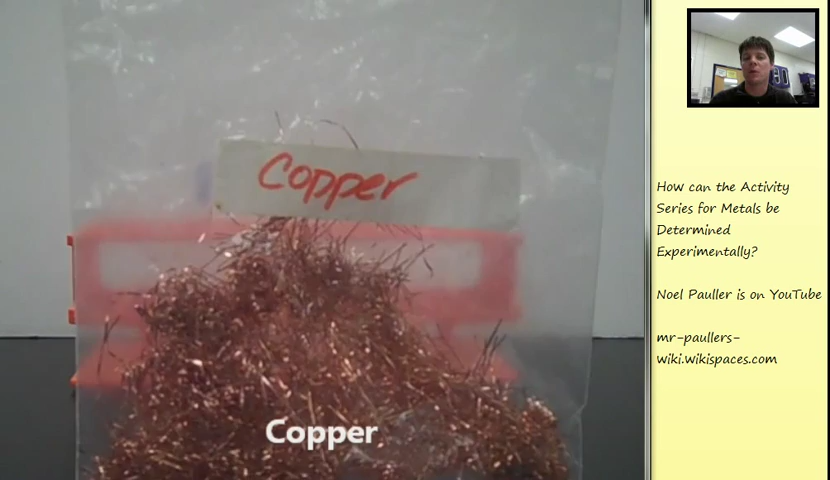 Copper
Copper
How can the Activity
Series for Metals be
Determined
Experimentally?
Noel Pauller is on YouTube
mr-paullers-
wiki.wikispaces.com